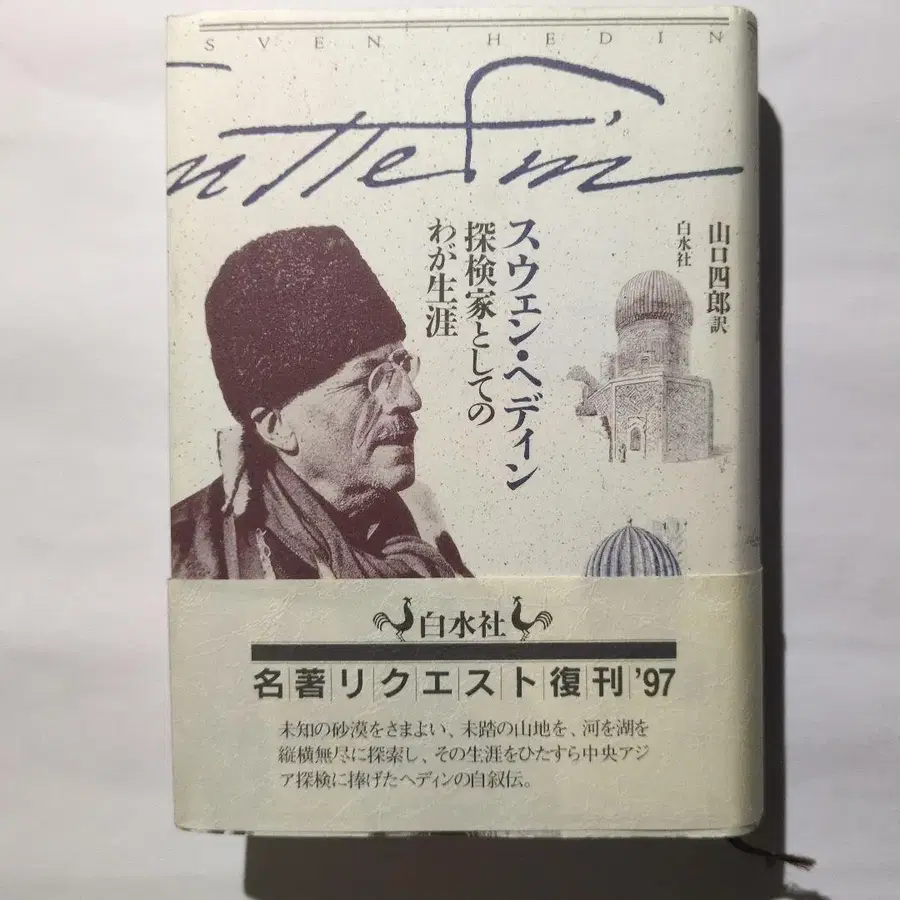 SVEN HEDIN
スウェン・ヘディン
探検家としての
わが生涯
山口四郎訳
白水社
白水社
名著リクエスト復刊'97
未知の砂漠をさまよい、未踏の山地を、河を湖を
縦横無尽に探索し、その生涯をひたすら中央アジ
ア探検に捧げたヘディンの自叙伝。